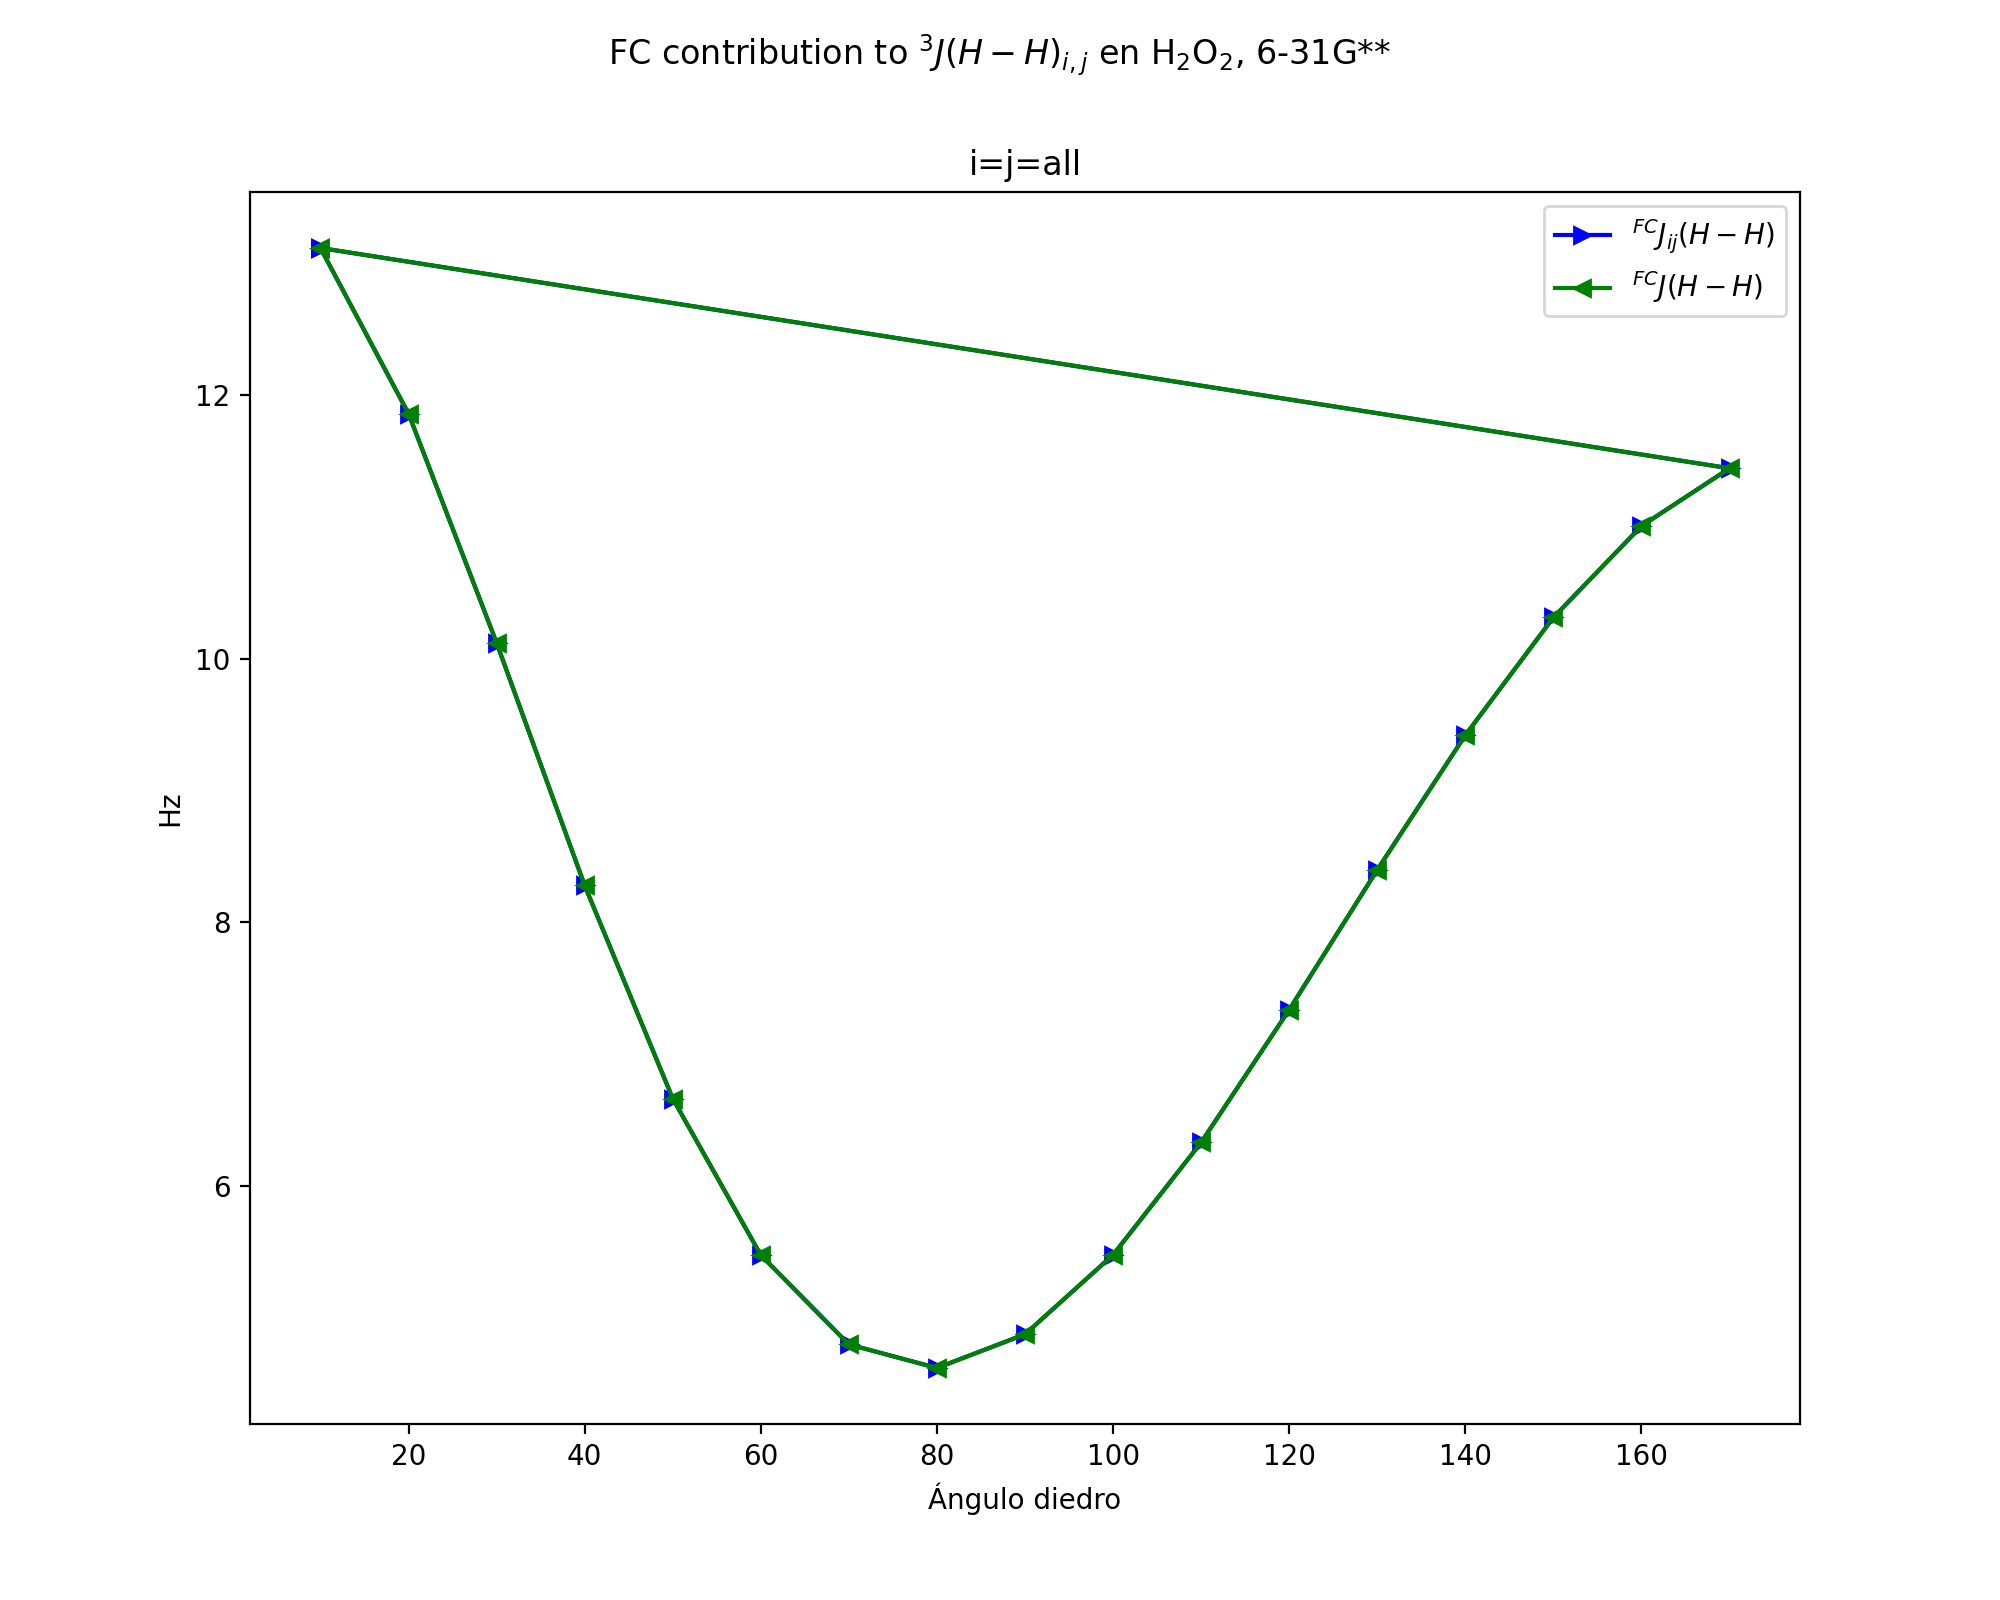 FC contribution to ³J(H − H)ᵢ,ⱼ en H₂O₂, 6-31G**
i=j=all
ᶠᶜJᵢⱼ(H − H)
ᶠᶜJ(H − H)
12
10
8
6
Hz
20 40 60 80 100 120 140 160
Ángulo diedro